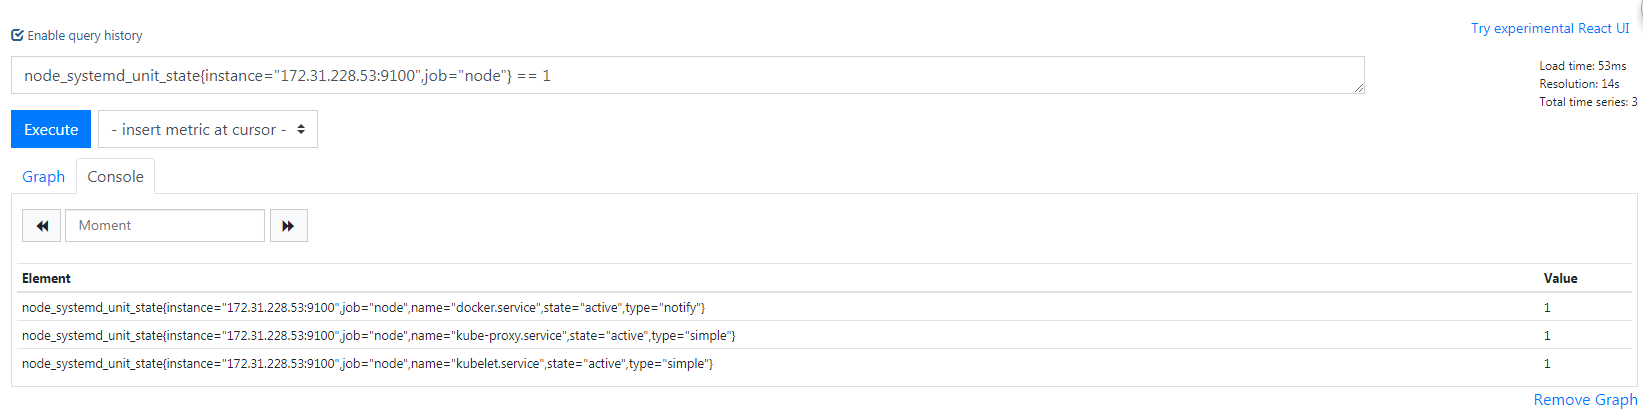 Enable query history
Try experimental React UI
node_systemd_unit_state{instance="172.31.228.53:9100",job="node"} == 1
Load time: 53ms
Resolution: 14s
Total time series: 3
Execute
- insert metric at cursor -
Graph
Console
Moment
Element Value
node_systemd_unit_state{instance="172.31.228.53:9100",job="node",name="docker.service",state="active",type="notify"} 1
node_systemd_unit_state{instance="172.31.228.53:9100",job="node",name="kube-proxy.service",state="active",type="simple"} 1
node_systemd_unit_state{instance="172.31.228.53:9100",job="node",name="kubelet.service",state="active",type="simple"} 1
Remove Graph